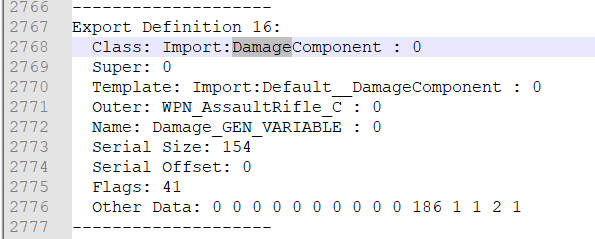 2766 --------------------
2767 Export Definition 16:
2768 Class: Import:DamageComponent : 0
2769 Super: 0
2770 Template: Import:Default__DamageComponent : 0
2771 Outer: WPN_AssaultRifle_C : 0
2772 Name: Damage_GEN_VARIABLE : 0
2773 Serial Size: 154
2774 Serial Offset: 0
2775 Flags: 41
2776 Other Data: 0 0 0 0 0 0 0 0 0 0 186 1 1 2 1
2777 --------------------